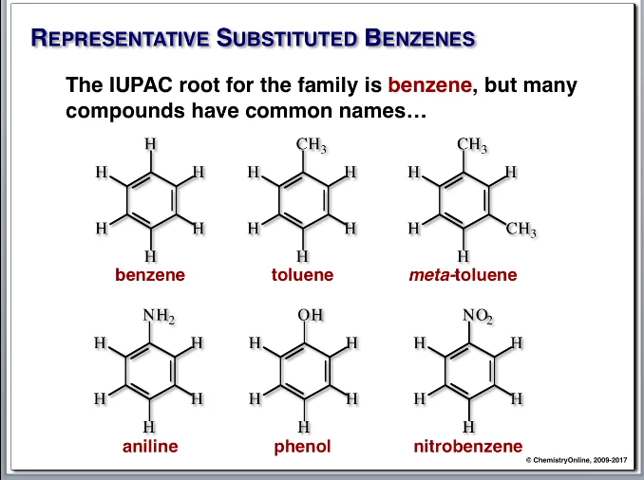 REPRESENTATIVE SUBSTITUTED BENZENES
The IUPAC root for the family is benzene, but many
compounds have common names…
H CH3 CH3
H H H H H H
H H H H H CH3
H H H
benzene toluene meta-toluene
NH2 OH NO2
H H H H H H
H H H H H H
H H H
aniline phenol nitrobenzene
© ChemistryOnline, 2009-2017